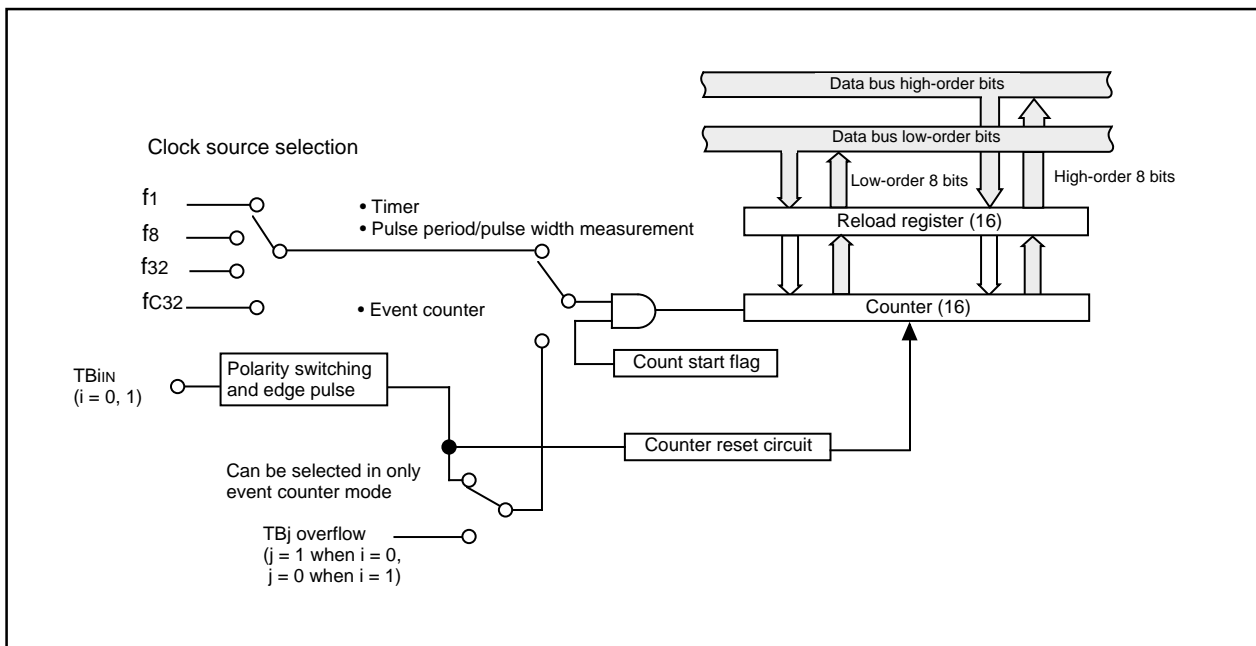 Data bus high-order bits
Data bus low-order bits
Clock source selection
Low-order 8 bits
High-order 8 bits
f1
• Timer
Reload register (16)
• Pulse period/pulse width measurement
f8
f32
fC32
• Event counter
Counter (16)
Count start flag
TBiIN
(i = 0, 1)
Polarity switching
and edge pulse
Counter reset circuit
Can be selected in only
event counter mode
TBj overflow
(j = 1 when i = 0,
j = 0 when i = 1)